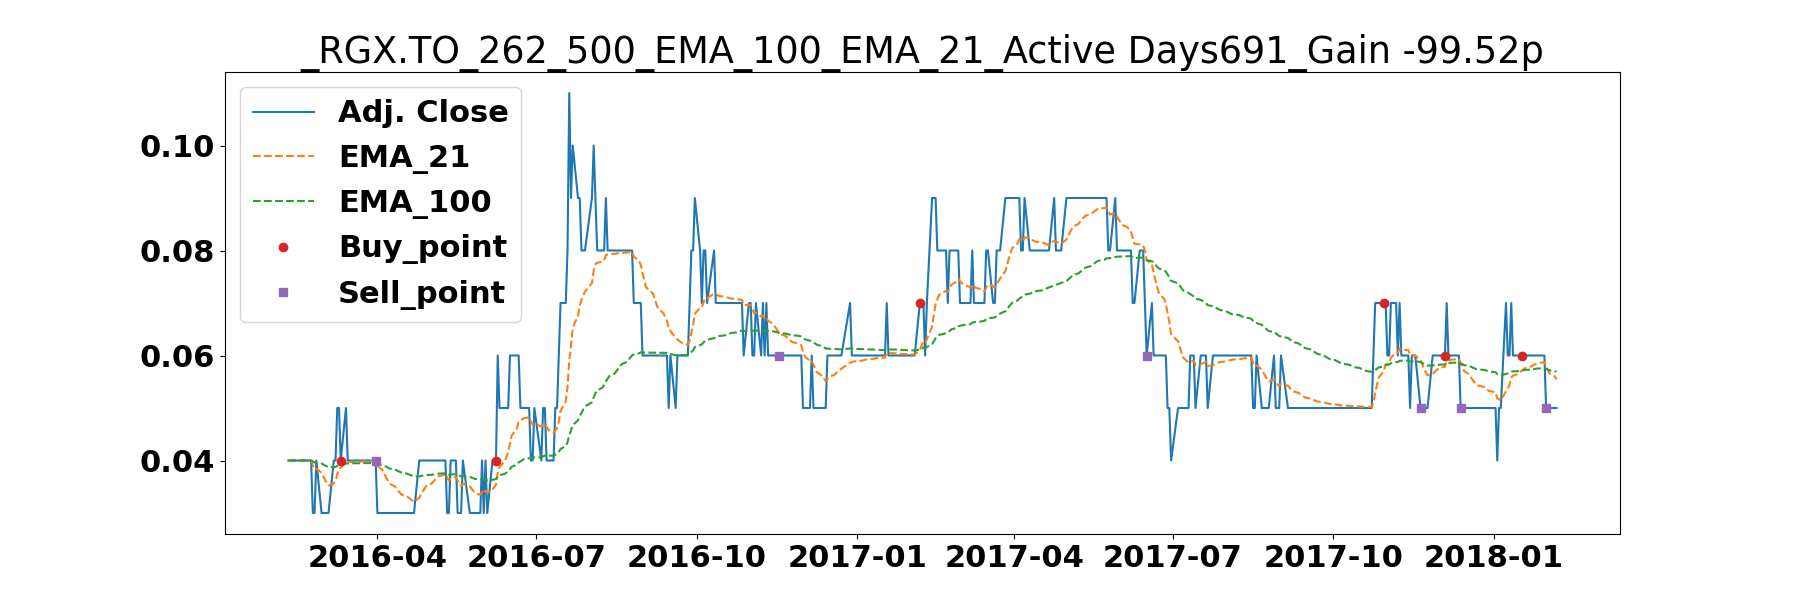 _RGX.TO_262_500_EMA_100_EMA_21_Active Days691_Gain -99.52p
Adj. Close
EMA_21
EMA_100
Buy_point
Sell_point
0.10
0.08
0.06
0.04
2016-04 2016-07 2016-10 2017-01 2017-04 2017-07 2017-10 2018-01